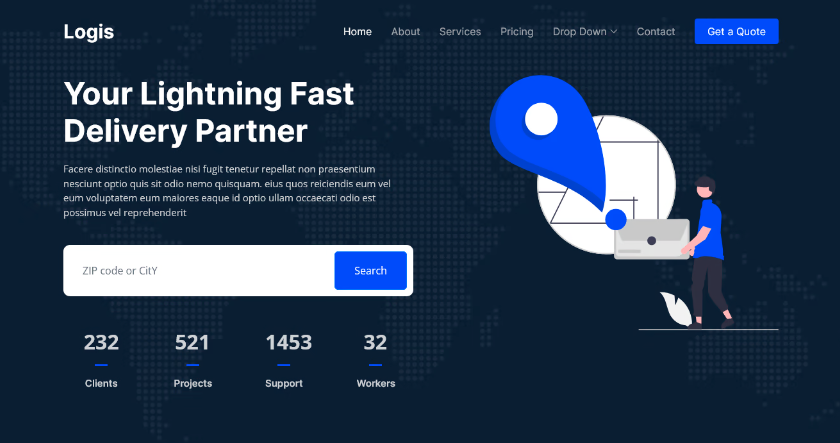 Logis
Home About Services Pricing Drop Down Contact Get a Quote
Your Lightning Fast
Delivery Partner
Facere distinctio molestiae nisi fugit tenetur repellat non praesentium
nesciunt optio quis sit odio nemo quisquam. eius quos reiciendis eum vel
eum voluptatem eum maiores eaque id optio ullam occaecati odio est
possimus vel reprehenderit
ZIP code or CitY Search
232 521 1453 32
Clients Projects Support Workers